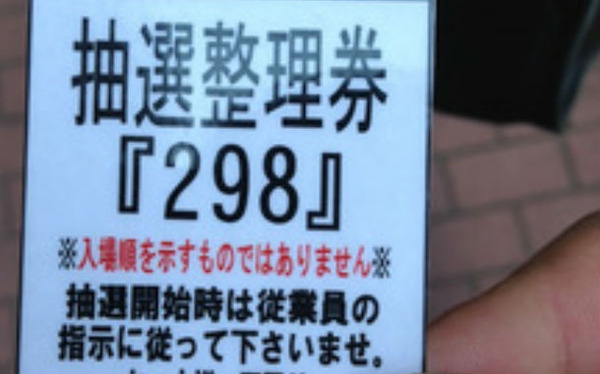 抽選整理券
『298』
※入場順を示すものではありません※
抽選開始時は従業員の
指示に従って下さいませ。